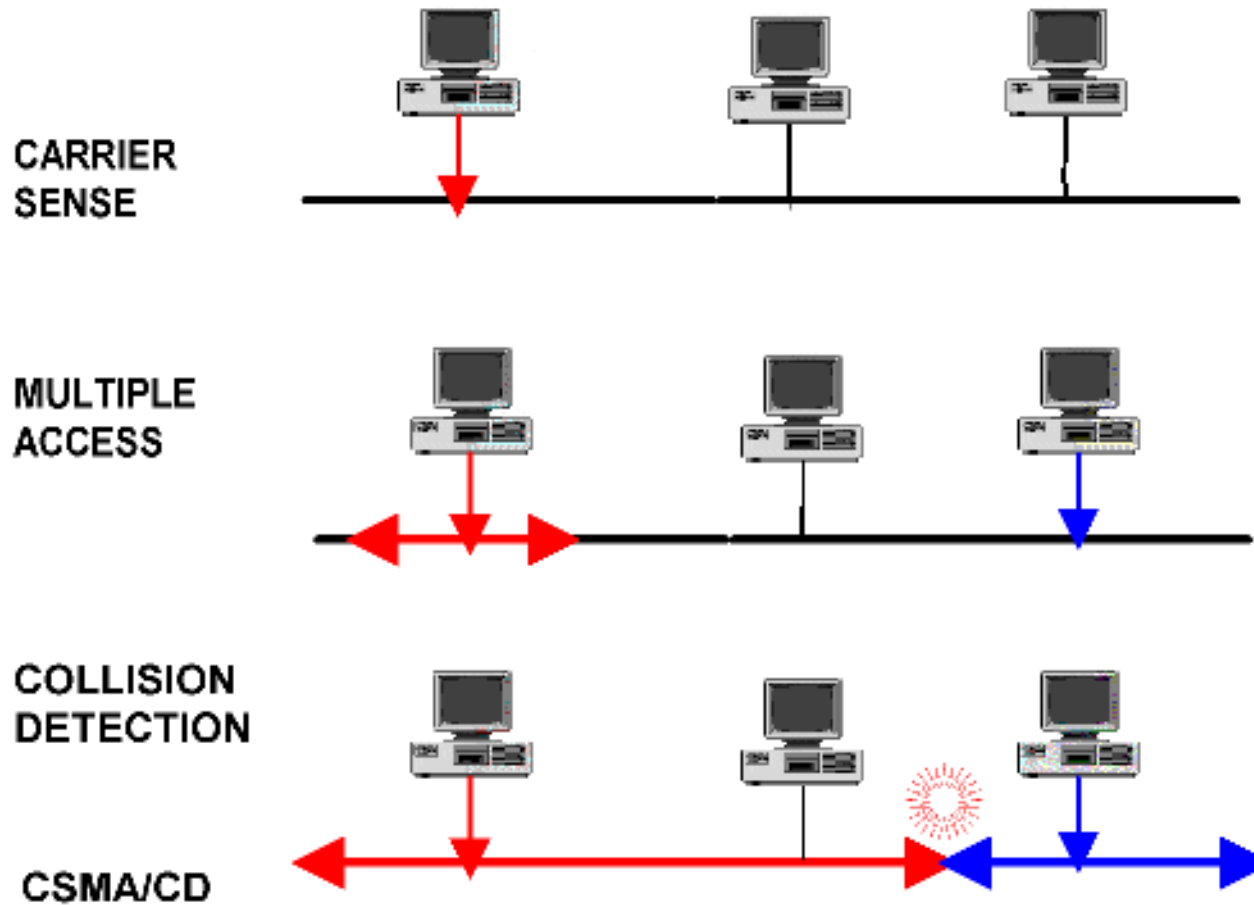 CARRIER
SENSE
MULTIPLE
ACCESS
COLLISION
DETECTION
CSMA/CD